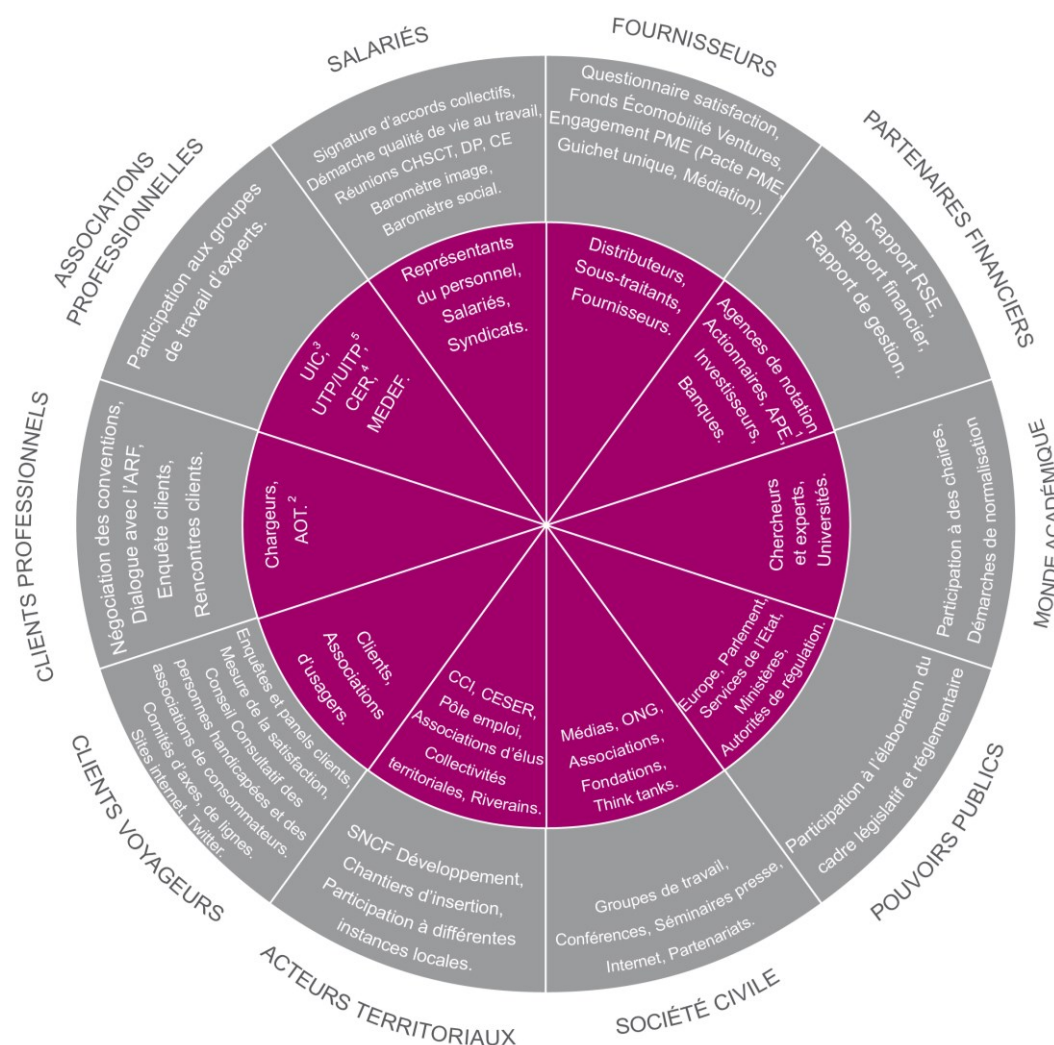 FOURNISSEURS
Questionnaire satisfaction,
Fonds Écomobilité Ventures,
Engagement PME (Pacte PME,
Guichet unique, Médiation).
Distributeurs,
Sous-traitants,
Fournisseurs.
PARTENAIRES FINANCIERS
Rapport RSE,
Rapport financier,
Rapport de gestion.
Agences de notation
Actionnaires, APE,¹
Investisseurs,
Banques.
MONDE ACADÉMIQUE
Participation à des chaires,
Démarches de normalisation
Chercheurs
et experts,
Universités.
POUVOIRS PUBLICS
Participation à l'élaboration du
cadre législatif et réglementaire
Europe, Parlement,
Services de l'Etat,
Ministères,
Autorités de régulation.
SOCIÉTÉ CIVILE
Médias, ONG,
Associations,
Fondations,
Think tanks.
Groupes de travail,
Conférences, Séminaires presse,
Internet, Partenariats.
ACTEURS TERRITORIAUX
CCI, CESER,
Pôle emploi,
Associations d'élus
Collectivités
territoriales, Riverains.
SNCF Développement,
Chantiers d'insertion,
Participation à différentes
instances locales.
CLIENTS VOYAGEURS
Clients,
Associations
d'usagers.
Enquêtes et panels clients,
Mesure de la satisfaction,
Conseil Consultatif des
personnes handicapées et des
associations de consommateurs.
Comités d'axes, de lignes.
Sites internet, Twitter.
CLIENTS PROFESSIONNELS
Négociation des conventions,
Dialogue avec l'ARF,
Enquête clients,
Rencontres clients.
Chargeurs,
AOT.²
ASSOCIATIONS
PROFESSIONNELLES
Participation aux groupes
de travail d'experts.
UIC,³
UTP/UITP,⁵
CER,⁴
MEDEF.
SALARIÉS
Signature d'accords collectifs,
Démarche qualité de vie au travail,
Réunions CHSCT, DP, CE
Baromètre image,
Baromètre social.
Représentants
du personnel,
Salariés,
Syndicats.